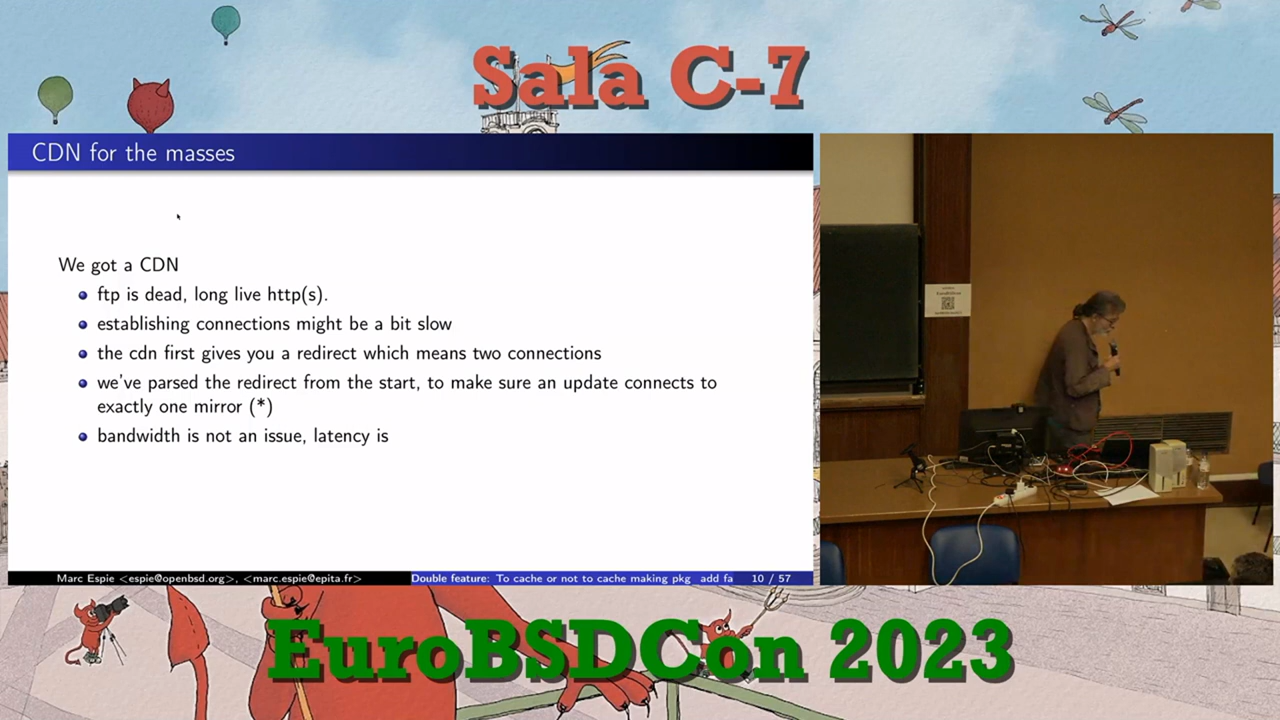 Sala C-7
CDN for the masses
We got a CDN
ftp is dead, long live http(s).
establishing connections might be a bit slow
the cdn first gives you a redirect which means two connections
we've parsed the redirect from the start, to make sure an update connects to
exactly one mirror (*)
bandwidth is not an issue, latency is
Marc Espie <espie@openbsd.org>, <marc.espie@epita.fr>
Double feature: To cache or not to cache making pkg_add fa
10 / 57
EuroBSDCon 2023